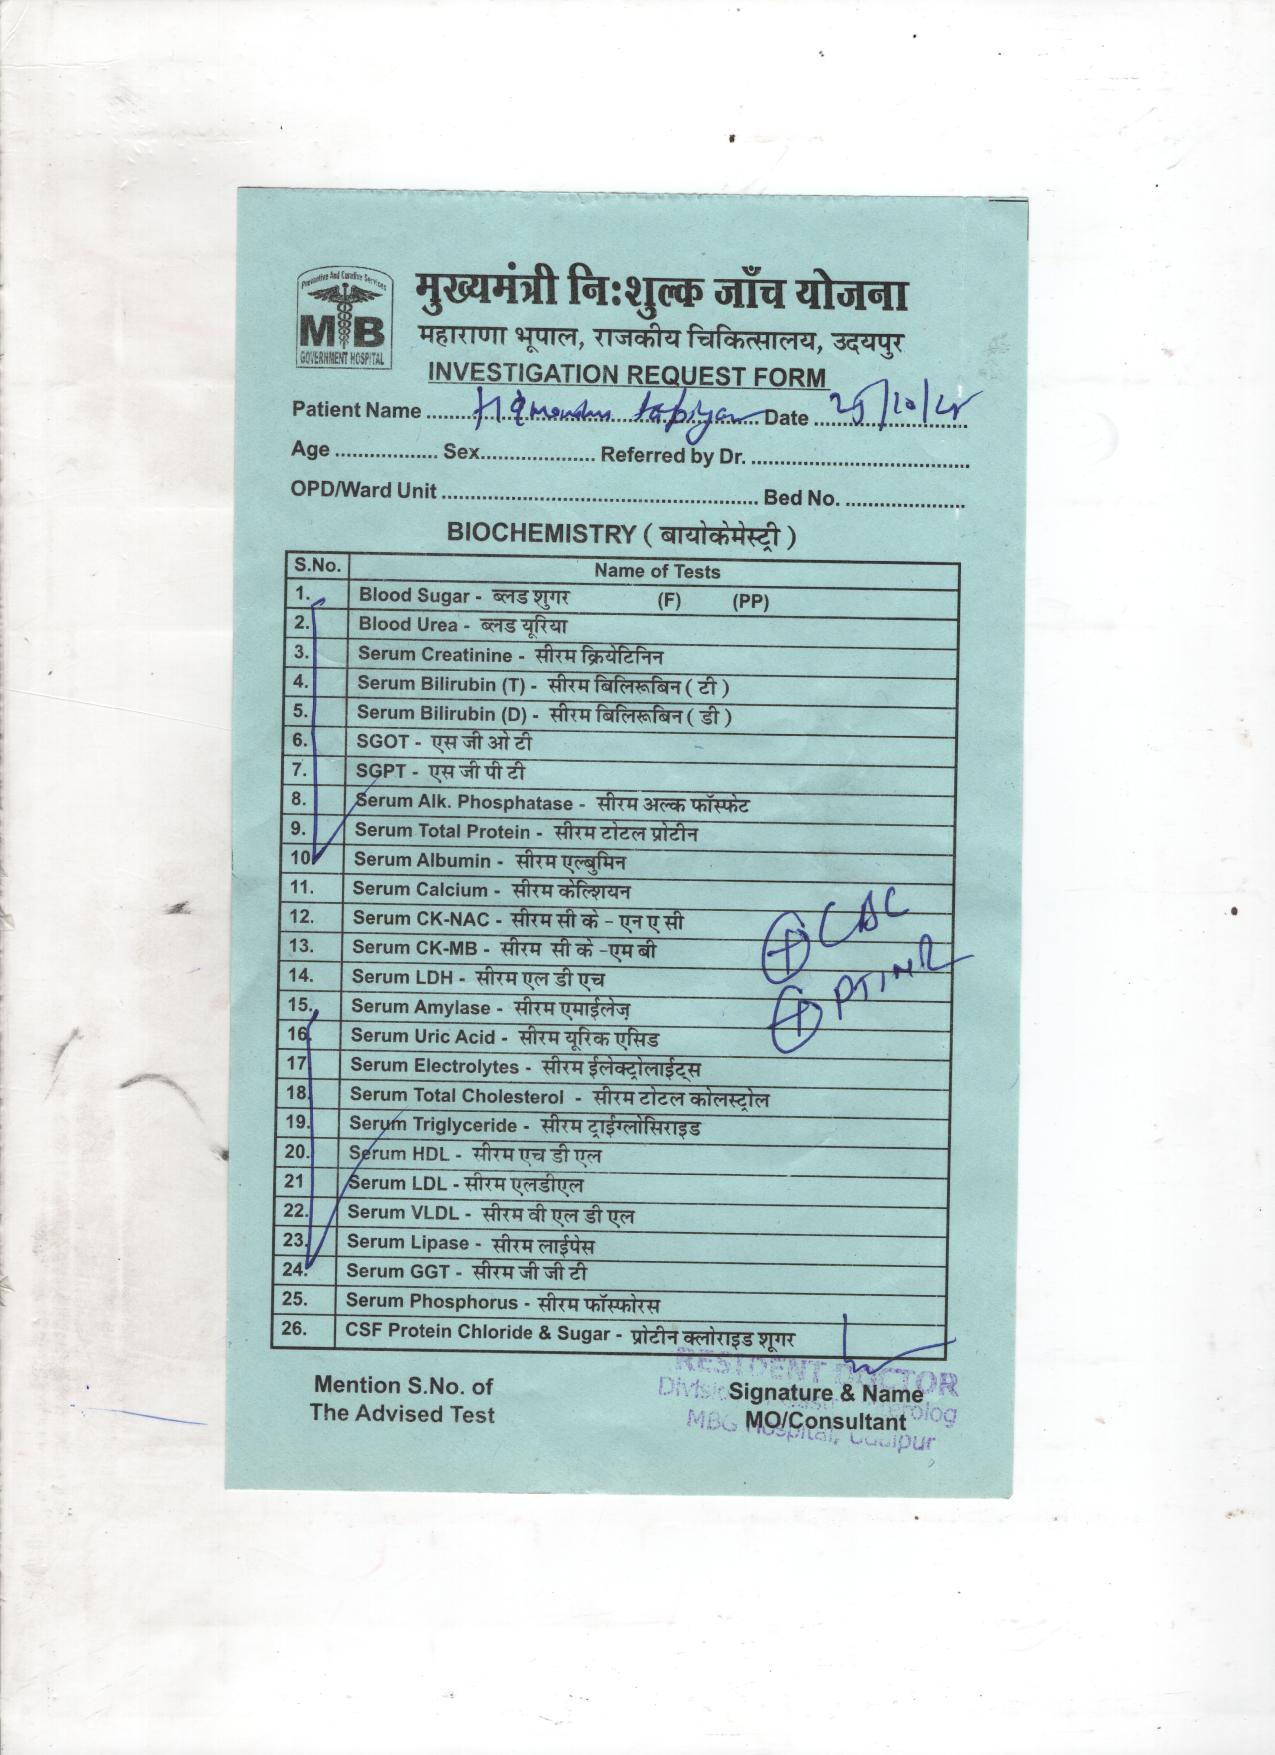 Preventive And Curative Services
MB
GOVERNMENT HOSPITAL
मुख्यमंत्री नि:शुल्क जाँच योजना
महाराणा भूपाल, राजकीय चिकित्सालय, उदयपुर
INVESTIGATION REQUEST FORM
Patient Name .................... Date 25/10/
Age .................. Sex.................... Referred by Dr. ......................................
OPD/Ward Unit ...................................................... Bed No. .....................
BIOCHEMISTRY ( बायोकेमेस्ट्री )
S.No. Name of Tests
1. Blood Sugar - ब्लड शुगर (F) (PP)
2. Blood Urea - ब्लड यूरिया
3. Serum Creatinine - सीरम क्रियेटिनिन
4. Serum Bilirubin (T) - सीरम बिलिरूबिन ( टी )
5. Serum Bilirubin (D) - सीरम बिलिरूबिन ( डी )
6. SGOT - एस जी ओ टी
7. SGPT - एस जी पी टी
8. Serum Alk. Phosphatase - सीरम अल्क फॉस्फेट
9. Serum Total Protein - सीरम टोटल प्रोटीन
10. Serum Albumin - सीरम एल्बुमिन
11. Serum Calcium - सीरम केल्शियन
12. Serum CK-NAC - सीरम सी के - एन ए सी
13. Serum CK-MB - सीरम सी के -एम बी
+ CBC
14. Serum LDH - सीरम एल डी एच
+ PTINR
15. Serum Amylase - सीरम एमाईलेज़
16. Serum Uric Acid - सीरम यूरिक एसिड
17. Serum Electrolytes - सीरम ईलेक्ट्रोलाईट्स
18. Serum Total Cholesterol - सीरम टोटल कोलस्ट्रोल
19. Serum Triglyceride - सीरम ट्राईग्लोसिराइड
20. Serum HDL - सीरम एच डी एल
21 Serum LDL - सीरम एलडीएल
22. Serum VLDL - सीरम वी एल डी एल
23. Serum Lipase - सीरम लाईपेस
24. Serum GGT - सीरम जी जी टी
25. Serum Phosphorus - सीरम फॉस्फोरस
26. CSF Protein Chloride & Sugar - प्रोटीन क्लोराइड शूगर
RESIDENT DOCTOR
Mention S.No. of
The Advised Test
Signature & Name
MO/Consultant
MBG Hospital, Udaipur